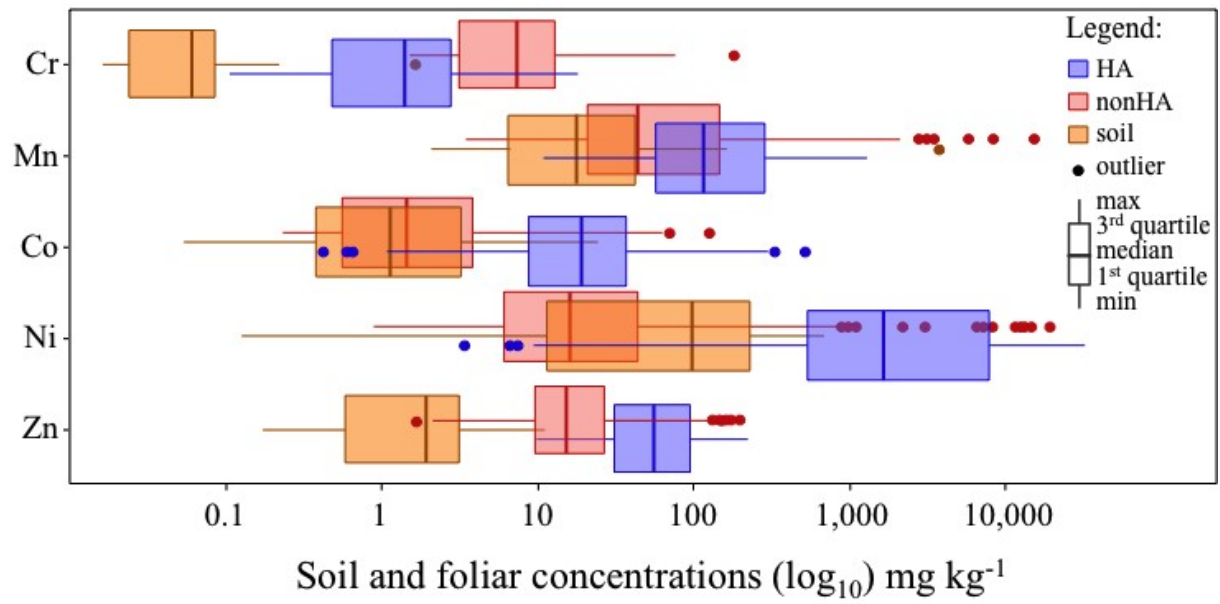 Legend:
HA
nonHA
soil
outlier
max
3rd quartile
median
1st quartile
min
Cr
Mn
Co
Ni
Zn
0.1 1 10 100 1,000 10,000
Soil and foliar concentrations (log10) mg kg-1